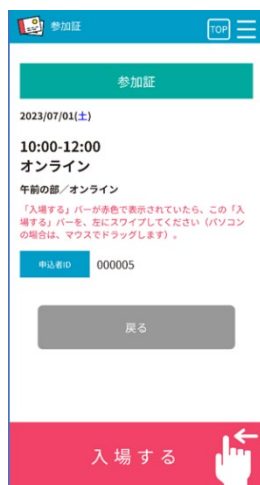 参加証
TOP
参加証
2023/07/01(土)
10:00-12:00
オンライン
午前の部／オンライン
「入場する」バーが赤色で表示されていたら、この「入
場する」バーを、左にスワイプしてください（パソコン
の場合は、マウスでドラッグします）。
申込者ID 000005
戻る
入場する